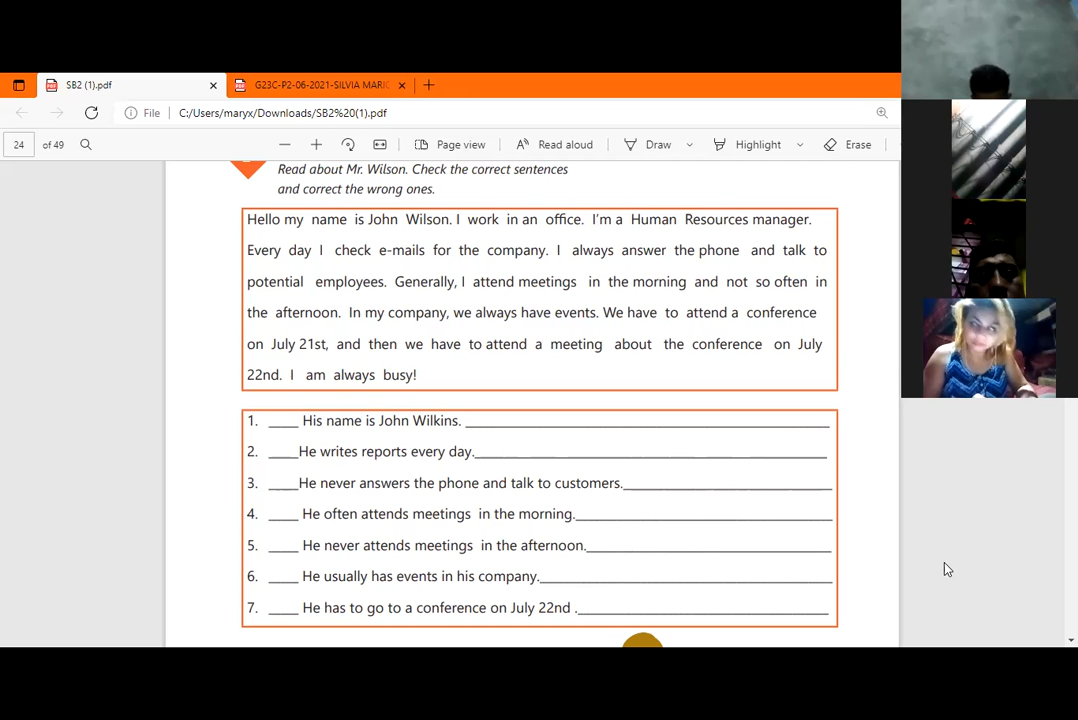 SB2 (1).pdf
G23C-P2-06-2021-SILVIA MARI
File C:/Users/maryx/Downloads/SB2%20(1).pdf
24 of 49 Page view Read aloud Draw Highlight Erase
Read about Mr. Wilson. Check the correct sentences
and correct the wrong ones.
Hello my name is John Wilson. I work in an office. I'm a Human Resources manager.
Every day I check e-mails for the company. I always answer the phone and talk to
potential employees. Generally, I attend meetings in the morning and not so often in
the afternoon. In my company, we always have events. We have to attend a conference
on July 21st, and then we have to attend a meeting about the conference on July
22nd. I am always busy!
1. ____ His name is John Wilkins. ____
2. ____He writes reports every day.____
3. ____He never answers the phone and talk to customers.____
4. ____ He often attends meetings in the morning.____
5. ____ He never attends meetings in the afternoon.____
6. ____ He usually has events in his company.____
7. ____ He has to go to a conference on July 22nd .____